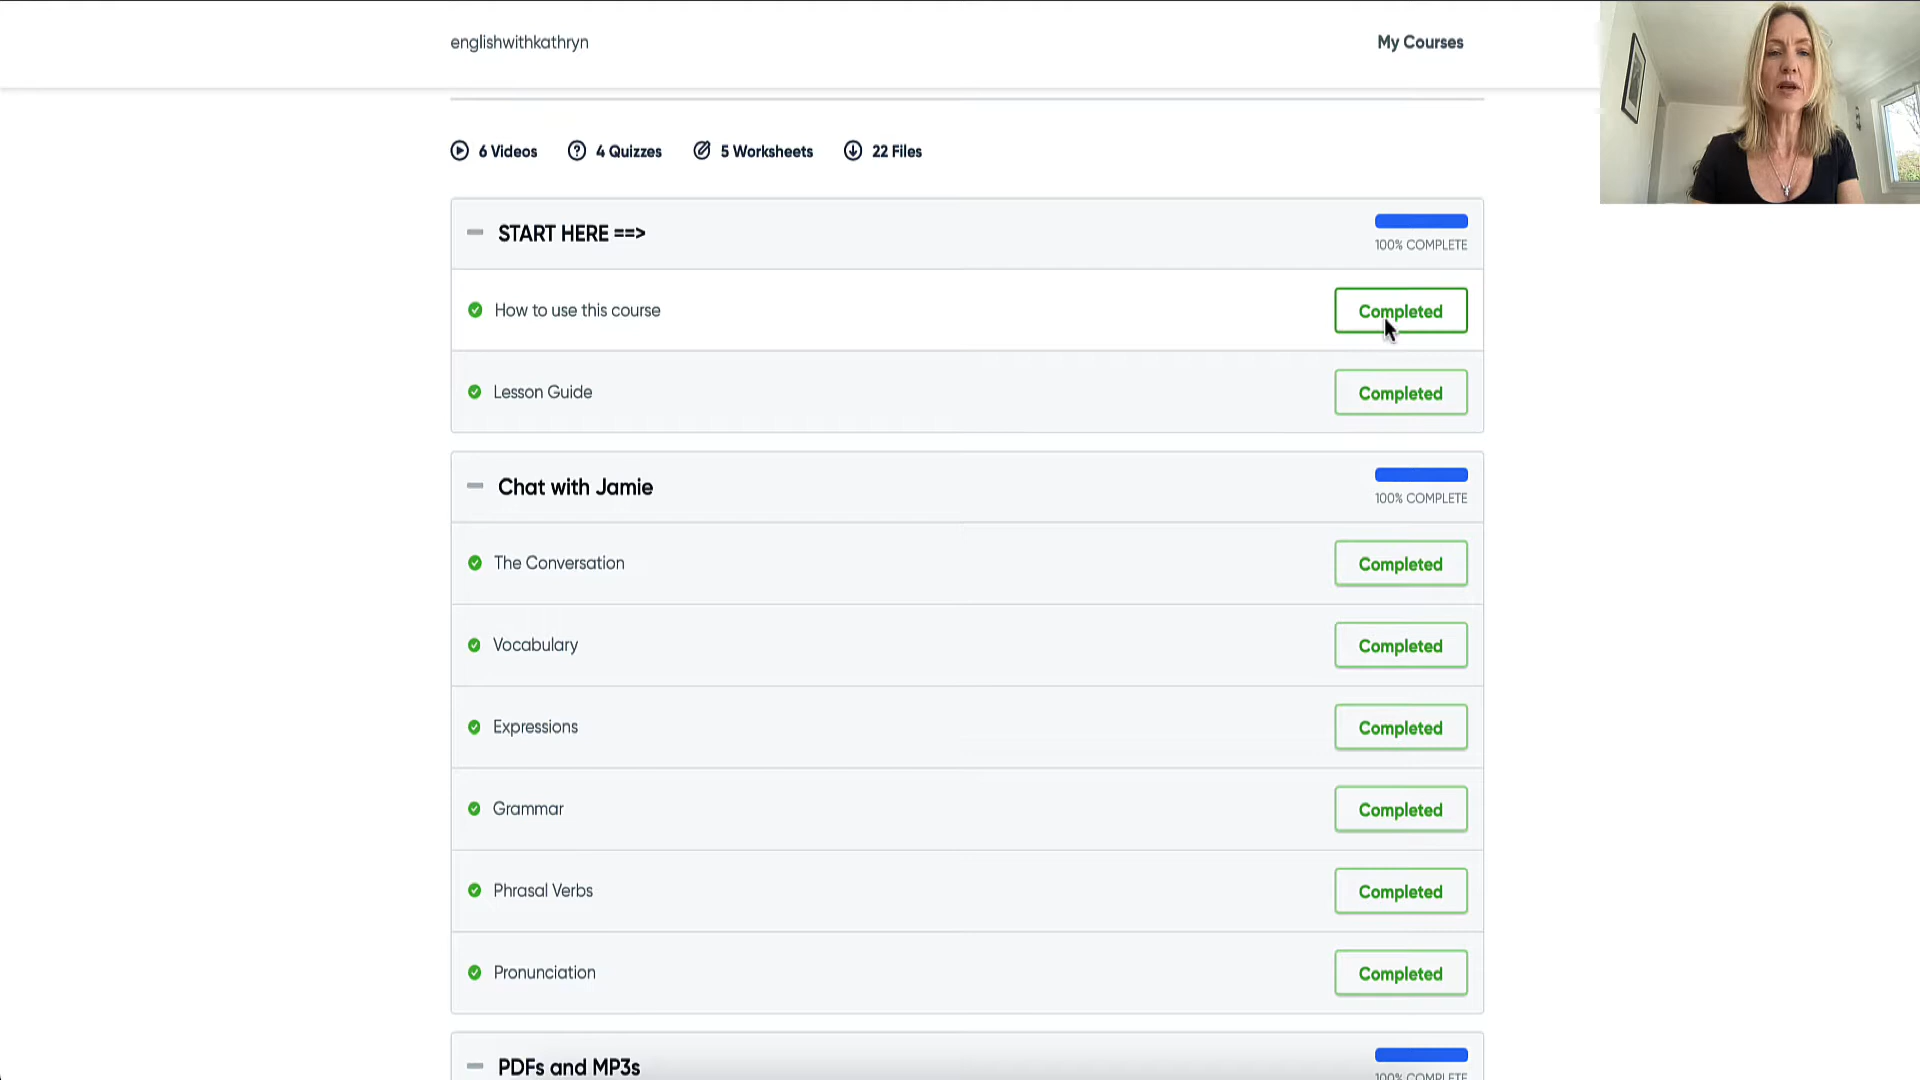 englishwithkathryn
My Courses
6 Videos
4 Quizzes
5 Worksheets
22 Files
START HERE ==>
100% COMPLETE
How to use this course
Completed
Lesson Guide
Completed
Chat with Jamie
100% COMPLETE
The Conversation
Completed
Vocabulary
Completed
Expressions
Completed
Grammar
Completed
Phrasal Verbs
Completed
Pronunciation
Completed
PDFs and MP3s
100% COMPLETE